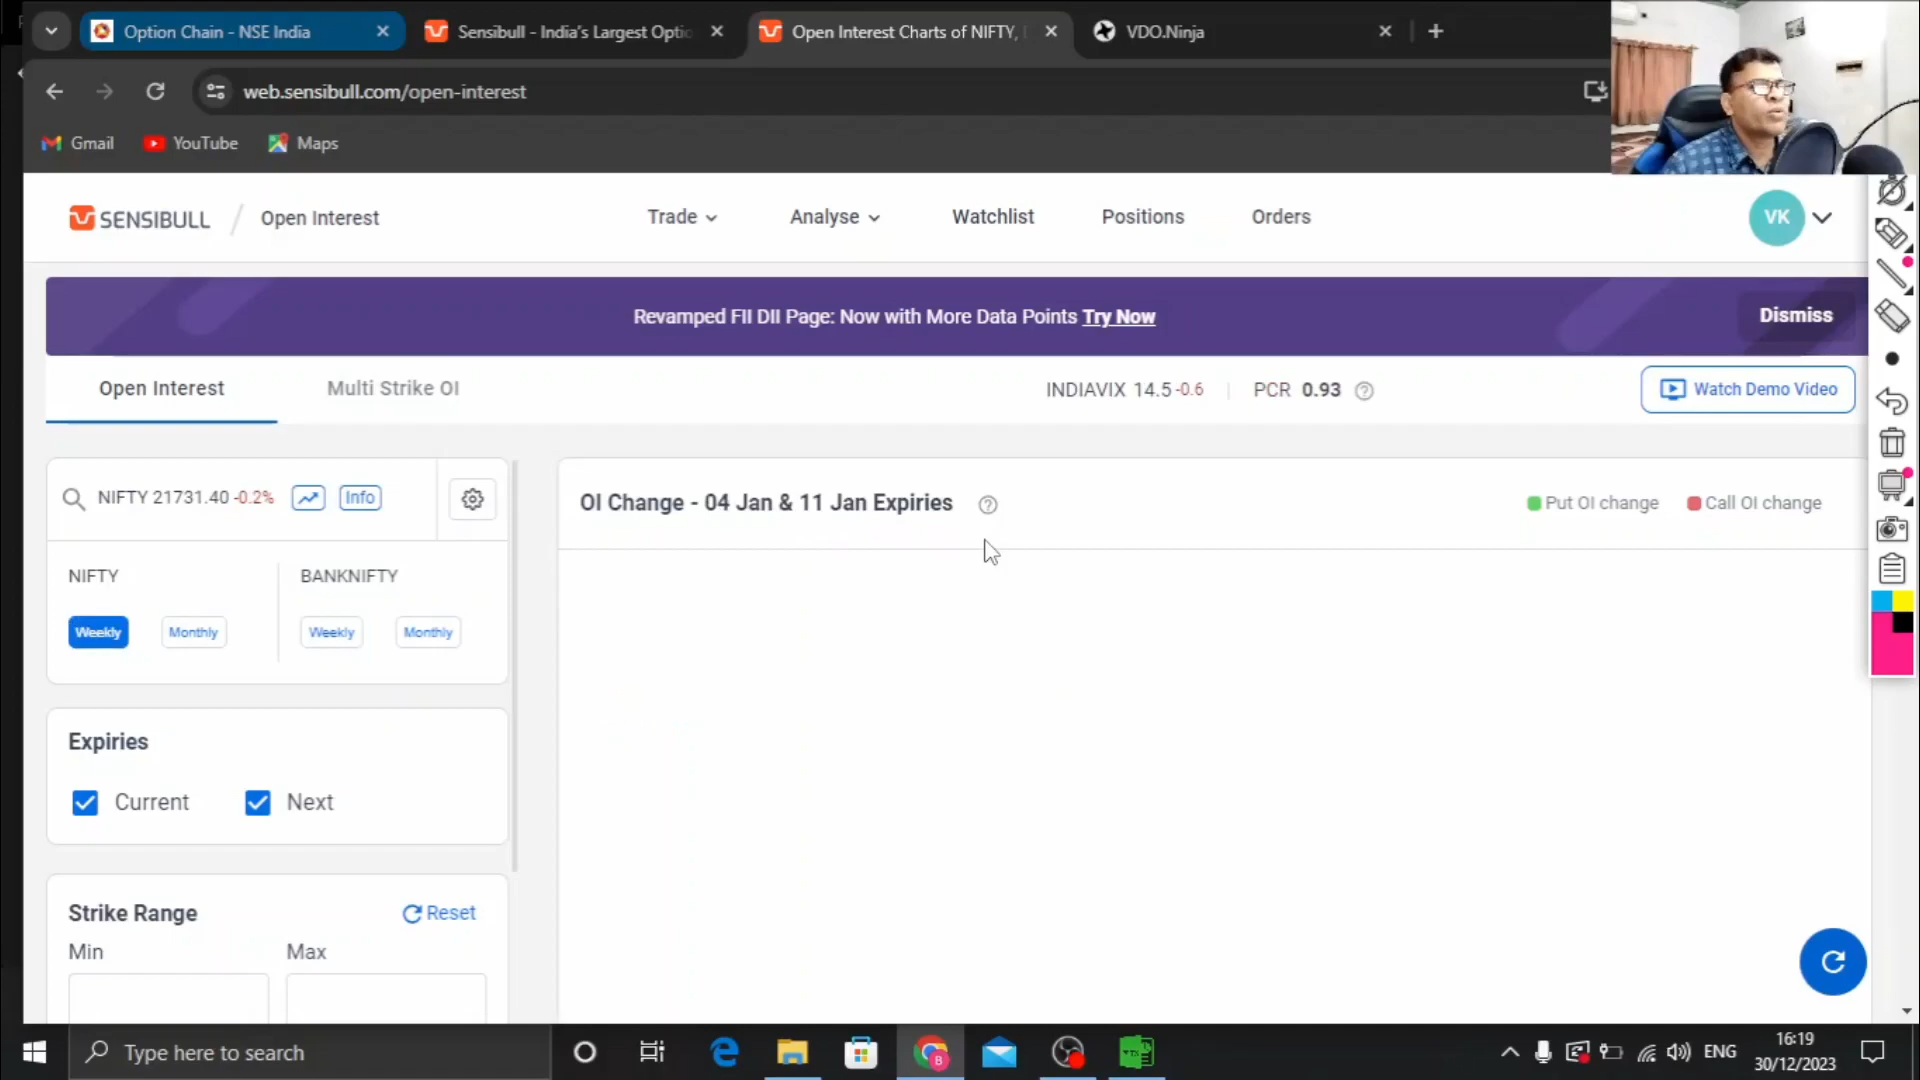 Option Chain - NSE India
Sensibull - India's Largest Optio
Open Interest Charts of NIFTY,
VDO.Ninja
web.sensibull.com/open-interest
Gmail
YouTube
Maps
SENSIBULL / Open Interest
Trade
Analyse
Watchlist
Positions
Orders
VK
Revamped FII DII Page: Now with More Data Points Try Now
Dismiss
Open Interest
Multi Strike OI
INDIAVIX 14.5 -0.6
PCR 0.93
Watch Demo Video
NIFTY 21731.40 -0.2%
Info
OI Change - 04 Jan & 11 Jan Expiries
Put OI change
Call OI change
NIFTY
BANKNIFTY
Weekly
Monthly
Weekly
Monthly
Expiries
Current
Next
Strike Range
Reset
Min
Max
Type here to search
ENG
16:19
30/12/2023